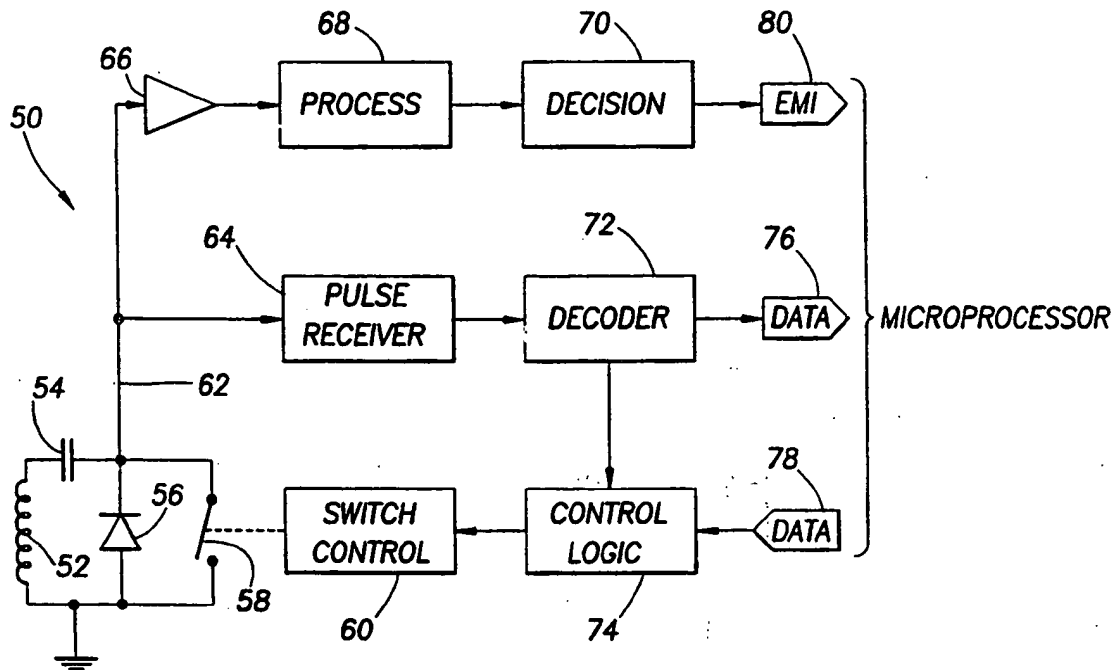 66
68
70
80
50
PROCESS
DECISION
EMI
64
72
76
PULSE
RECEIVER
DECODER
DATA
MICROPROCESSOR
54
62
78
56
52
58
SWITCH
CONTROL
CONTROL
LOGIC
DATA
60
74